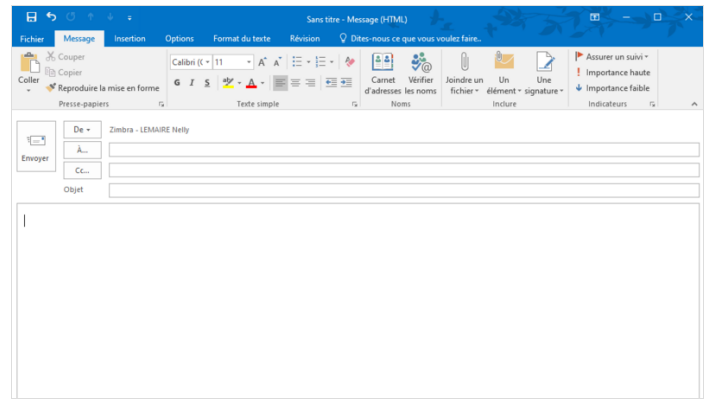 Sans titre - Message (HTML)
Fichier Message Insertion Options Format du texte Révision Dites-nous ce que vous voulez faire..
Coller
Couper
Copier
Reproduire la mise en forme
Presse-papiers
Calibri (C 11 A A
G I S ab A
Texte simple
Carnet d'adresses
Vérifier les noms
Noms
Joindre un fichier
Un élément
Une signature
Inclure
Assurer un suivi
! Importance haute
Importance faible
Indicateurs
Envoyer
De Zimbra - LEMAIRE Nelly
À...
Cc...
Objet